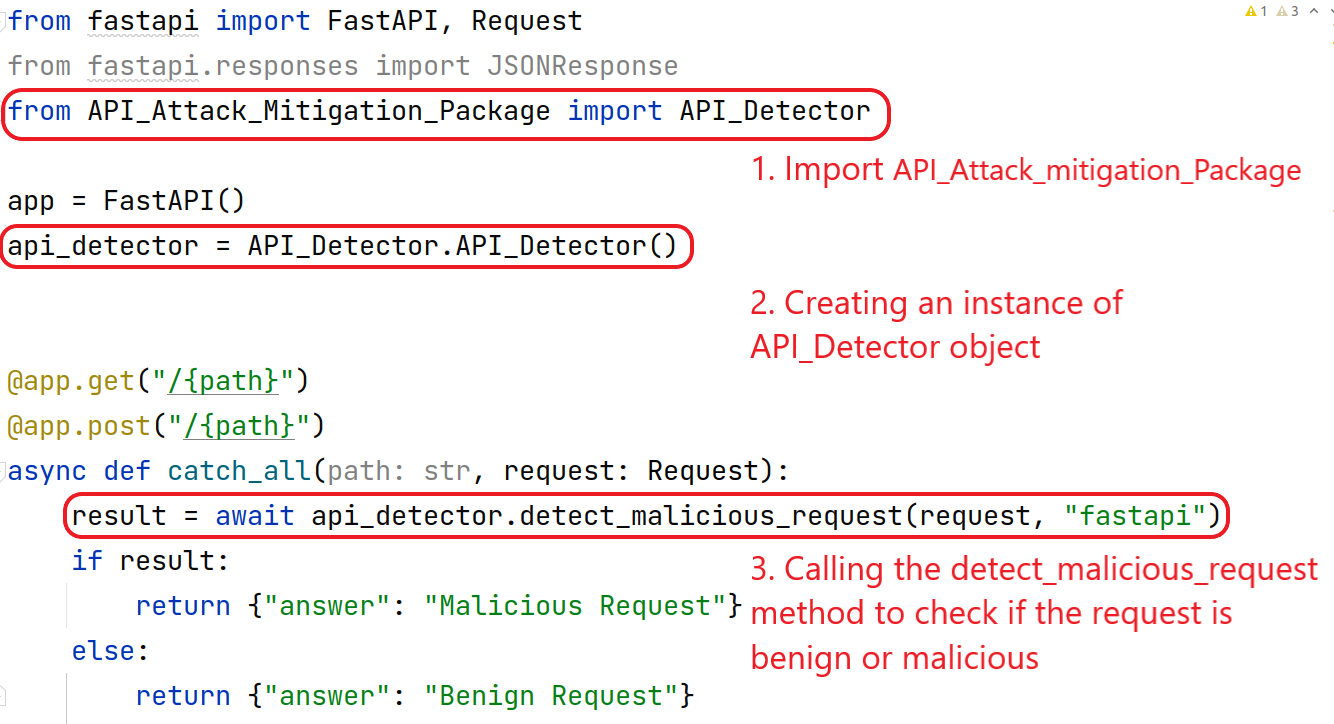 from fastapi import FastAPI, Request
1 3
from fastapi.responses import JSONResponse
from API_Attack_Mitigation_Package import API_Detector
1. Import API_Attack_mitigation_Package
app = FastAPI()
api_detector = API_Detector.API_Detector()
2. Creating an instance of
API_Detector object
@app.get("/{path}")
@app.post("/{path}")
async def catch_all(path: str, request: Request):
result = await api_detector.detect_malicious_request(request, "fastapi")
if result:
return {"answer": "Malicious Request"}
else:
return {"answer": "Benign Request"}
3. Calling the detect_malicious_request
method to check if the request is
benign or malicious